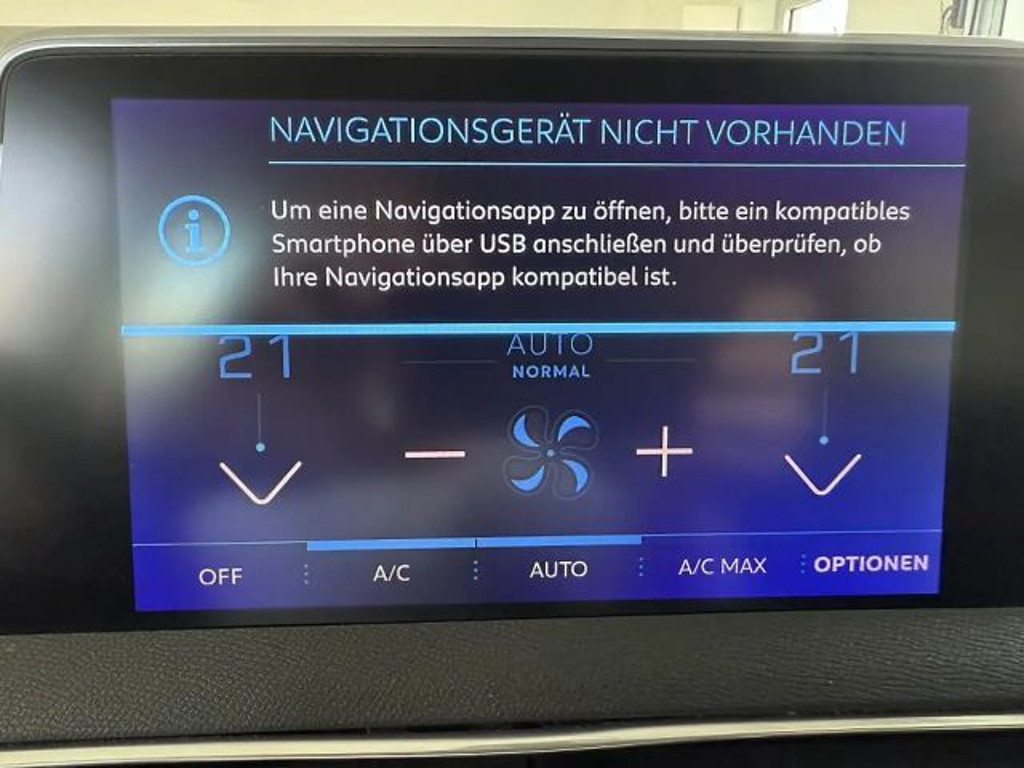 NAVIGATIONSGERÄT NICHT VORHANDEN
Um eine Navigationsapp zu öffnen, bitte ein kompatibles
Smartphone über USB anschließen und überprüfen, ob
Ihre Navigationsapp kompatibel ist.
21 AUTO 21
NORMAL
OFF A/C AUTO A/C MAX OPTIONEN